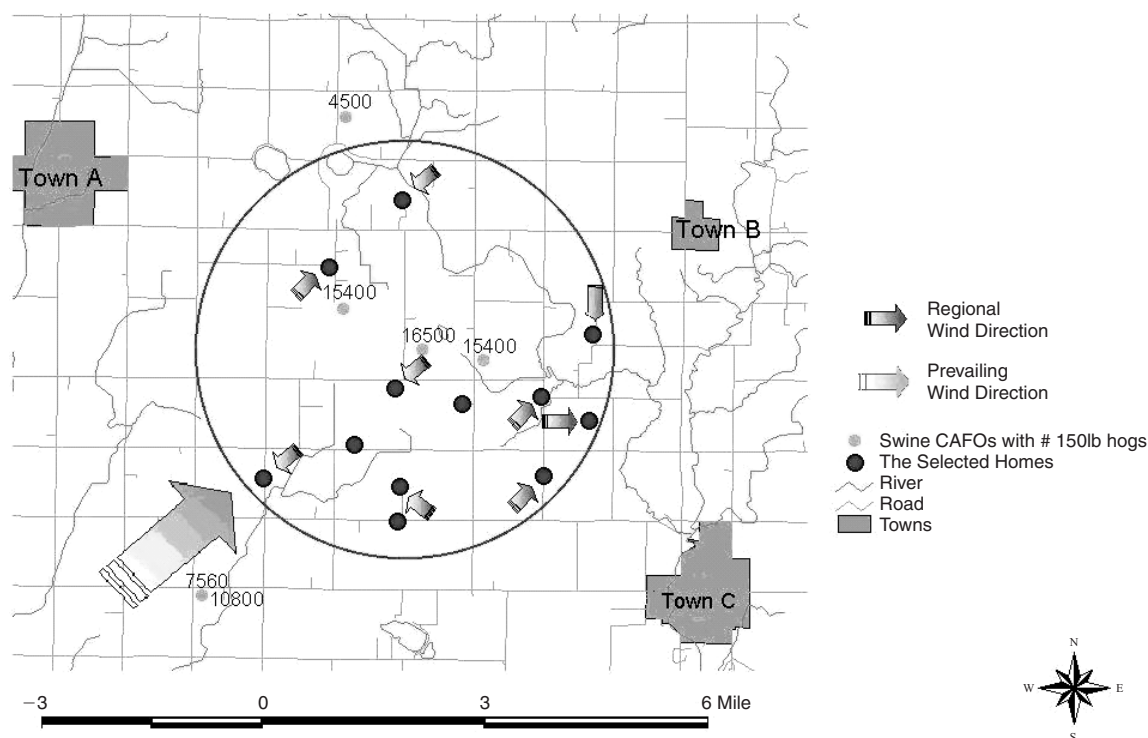 4500
Town A
Town B
15400
16500
15400
7560
10800
Town C
Regional
Wind Direction
Prevailing
Wind Direction
Swine CAFOs with # 150lb hogs
The Selected Homes
River
Road
Towns
−3 0 3 6 Mile
N
W E
S